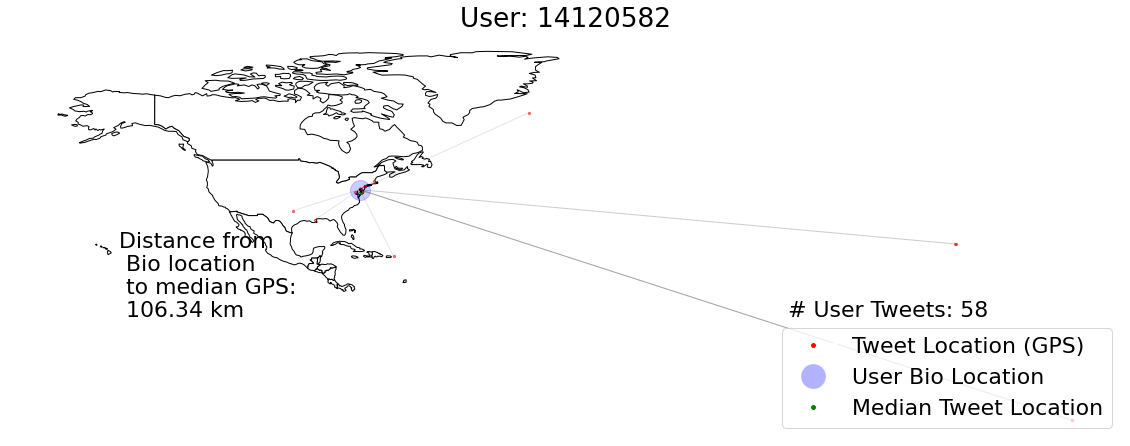 User: 14120582
Distance from
Bio location
to median GPS:
106.34 km
# User Tweets: 58
Tweet Location (GPS)
User Bio Location
Median Tweet Location